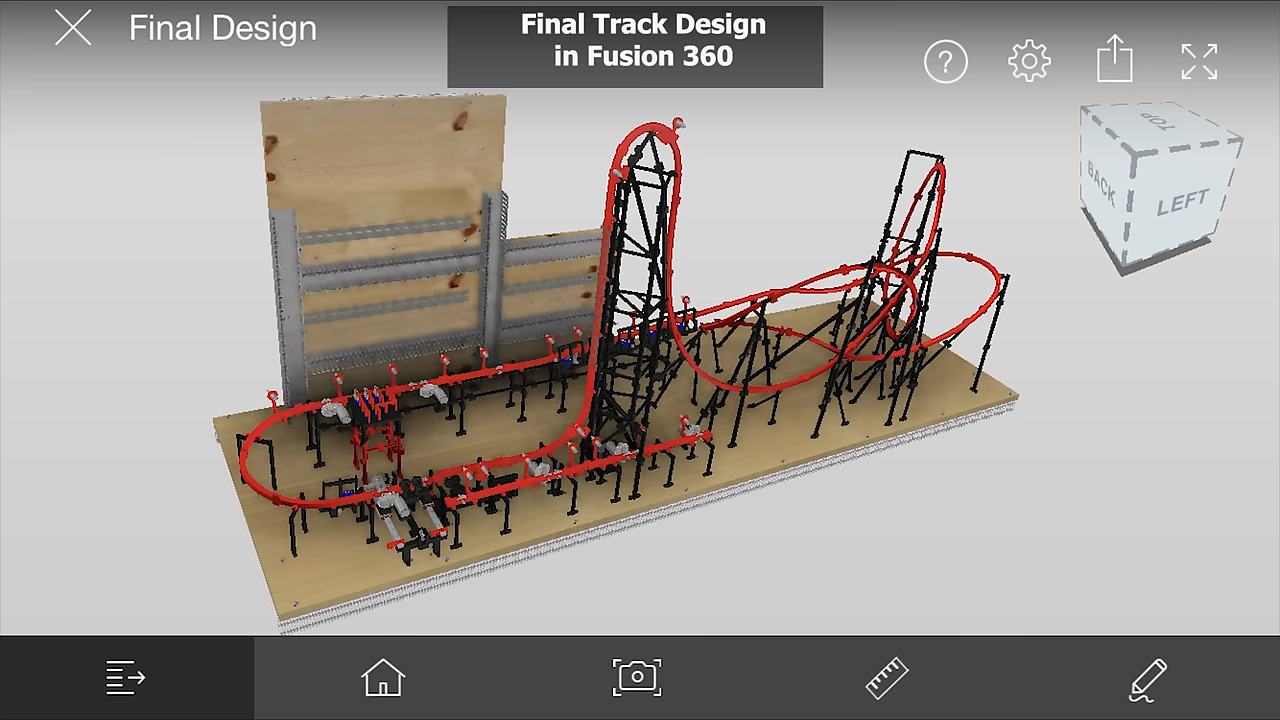 Final Design
Final Track Design
in Fusion 360
?
TOP
BACK
LEFT